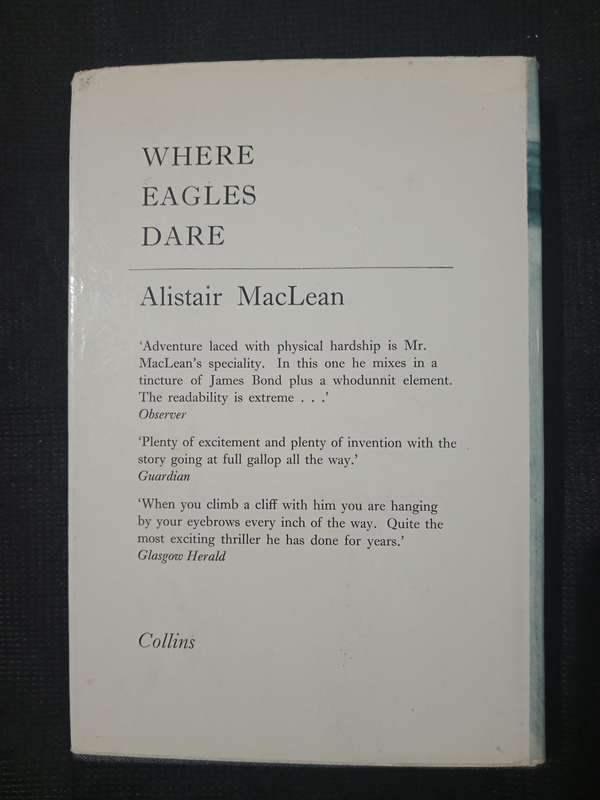 WHERE
EAGLES
DARE
Alistair MacLean
‘Adventure laced with physical hardship is Mr.
MacLean’s speciality. In this one he mixes in a
tincture of James Bond plus a whodunnit element.
The readability is extreme . . .’
Observer
‘Plenty of excitement and plenty of invention with the
story going at full gallop all the way.’
Guardian
‘When you climb a cliff with him you are hanging
by your eyebrows every inch of the way. Quite the
most exciting thriller he has done for years.’
Glasgow Herald
Collins